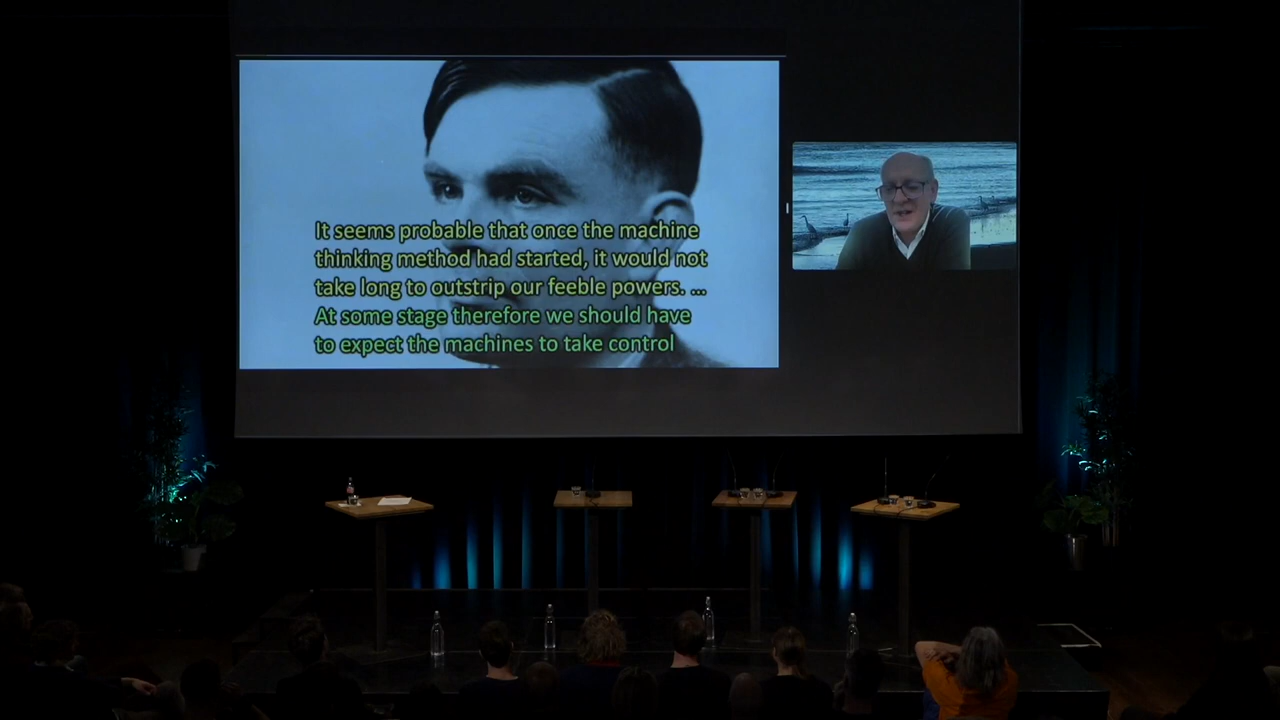 It seems probable that once the machine
thinking method had started, it would not
take long to outstrip our feeble powers. ...
At some stage therefore we should have
to expect the machines to take control